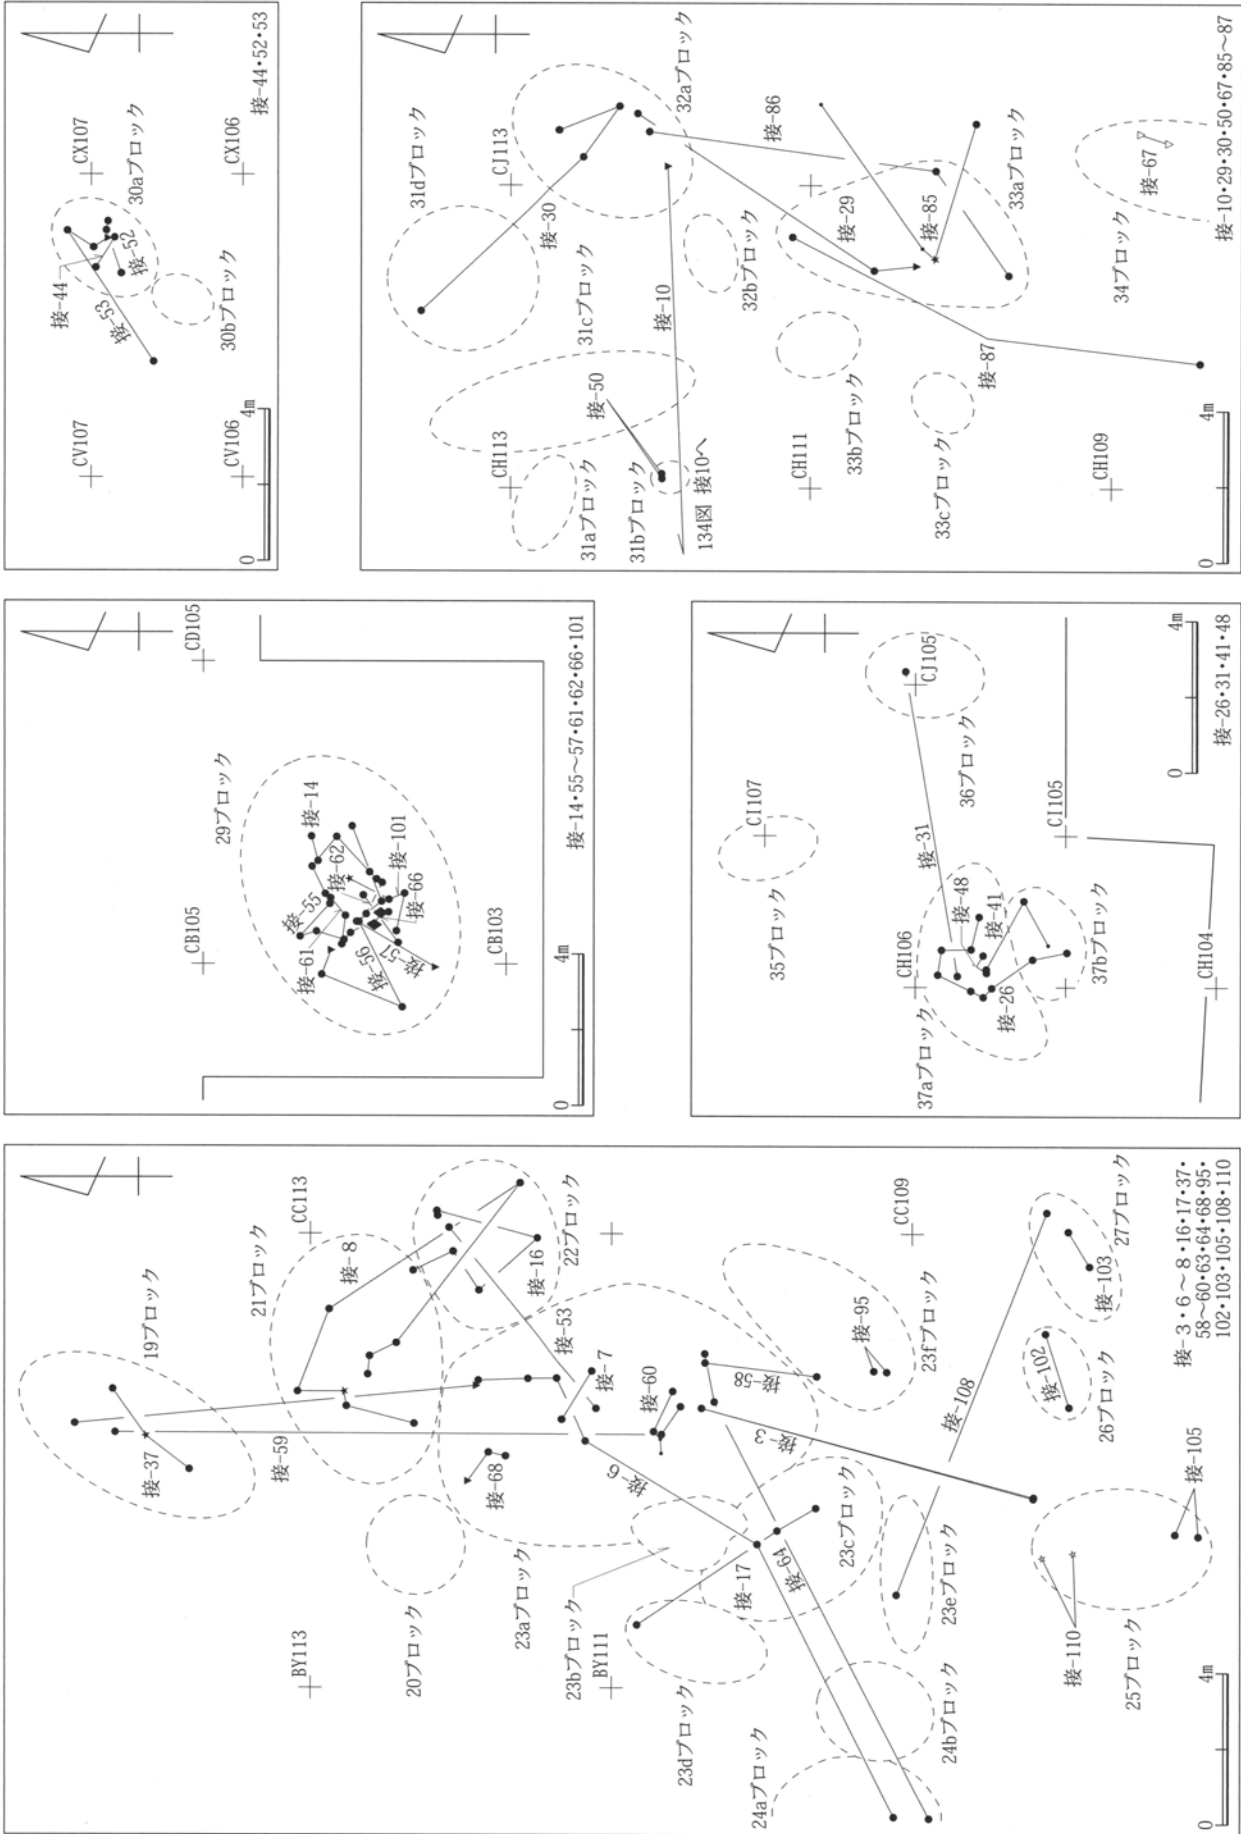 19ブロック
接-37
接-59
21ブロック
CC113
接-8
BY113
20ブロック
接-68
接-16
22ブロック
接-53
接-7
接-60
接-6
23aブロック
23bブロック
BY111
接-58
接-3
接-95
23fブロック
CC109
接-17
接-64
23cブロック
23dブロック
24aブロック
24bブロック
23eブロック
接-108
接-102
26ブロック
接-103
27ブロック
接-110
25ブロック
接-105
0
4m
接-3・6～8・16・17・37・
58～60・63・64・68・95・
102・103・105・108・110
CB105
CD105
29ブロック
接-14
接-62
接-55
接-61
接-56
接-57
接-101
接-66
CB103
0
4m
接-14・55～57・61・62・66・101
CI107
35ブロック
CH106
接-31
CJ105
36ブロック
37aブロック
接-48
接-41
接-26
37bブロック
CI105
CH104
0
4m
接-26・31・41・48
CV107
CX107
接-44
接-53
接-52
30aブロック
30bブロック
CV106
CX106
0
4m
接-44・52・53
31dブロック
CJ113
接-30
31cブロック
CH113
31aブロック
31bブロック
接-50
接-10
134図 接10へ
32aブロック
32bブロック
接-86
接-29
接-85
CH111
33bブロック
33cブロック
33aブロック
接-87
34ブロック
接-67
CH109
0
4m
接-10・29・30・50・67・85～87